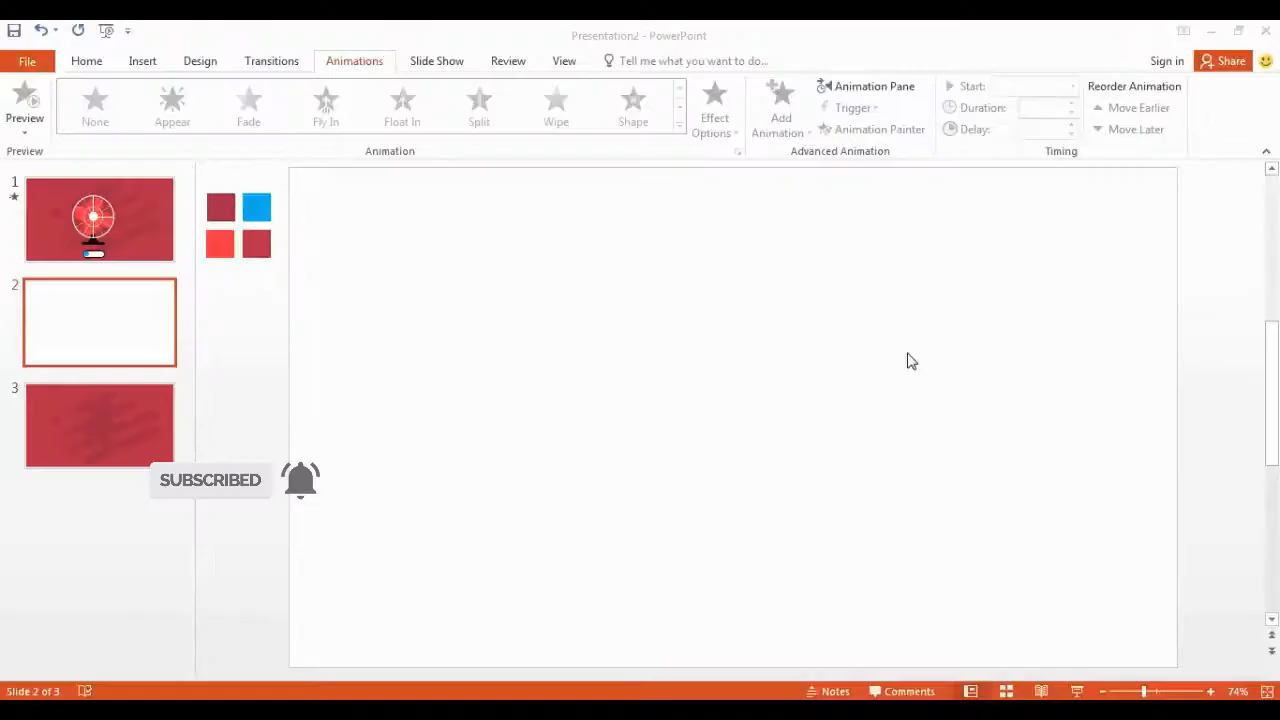 Presentation2 - PowerPoint
File Home Insert Design Transitions Animations Slide Show Review View Tell me what you want to do... Sign in Share
Preview
None Appear Fade Fly In Float In Split Wipe Shape
Effect Options
Add Animation
Animation Pane
Trigger
Animation Painter
Start:
Duration:
Delay:
Reorder Animation
Move Earlier
Move Later
Preview Animation Advanced Animation Timing
1
2
3
SUBSCRIBED
Slide 2 of 3 Notes Comments 74%